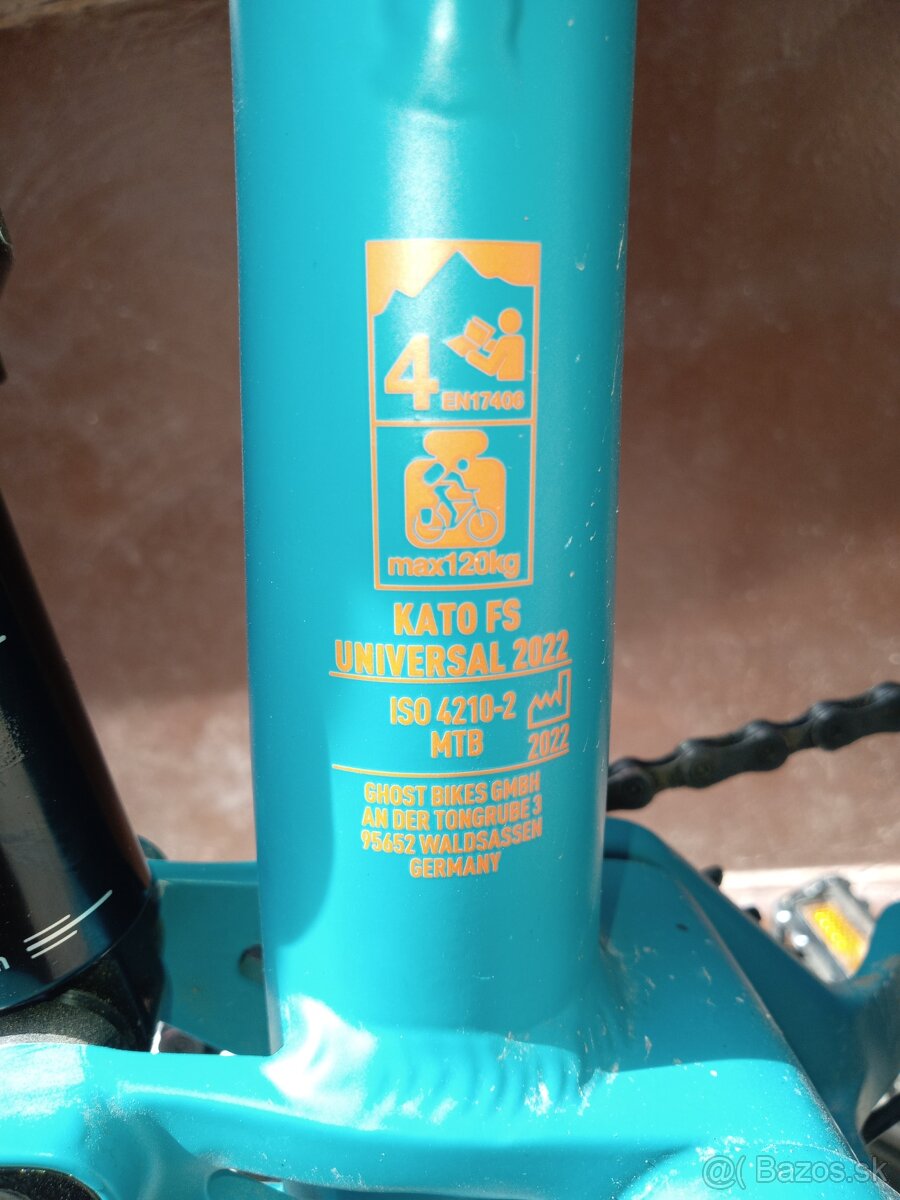 4
EN17406
max120kg
KATO FS
UNIVERSAL 2022
ISO 4210-2
MTB
2022
GHOST BIKES GMBH
AN DER TONGRUBE 3
95652 WALDSASSEN
GERMANY
Bazos.sk